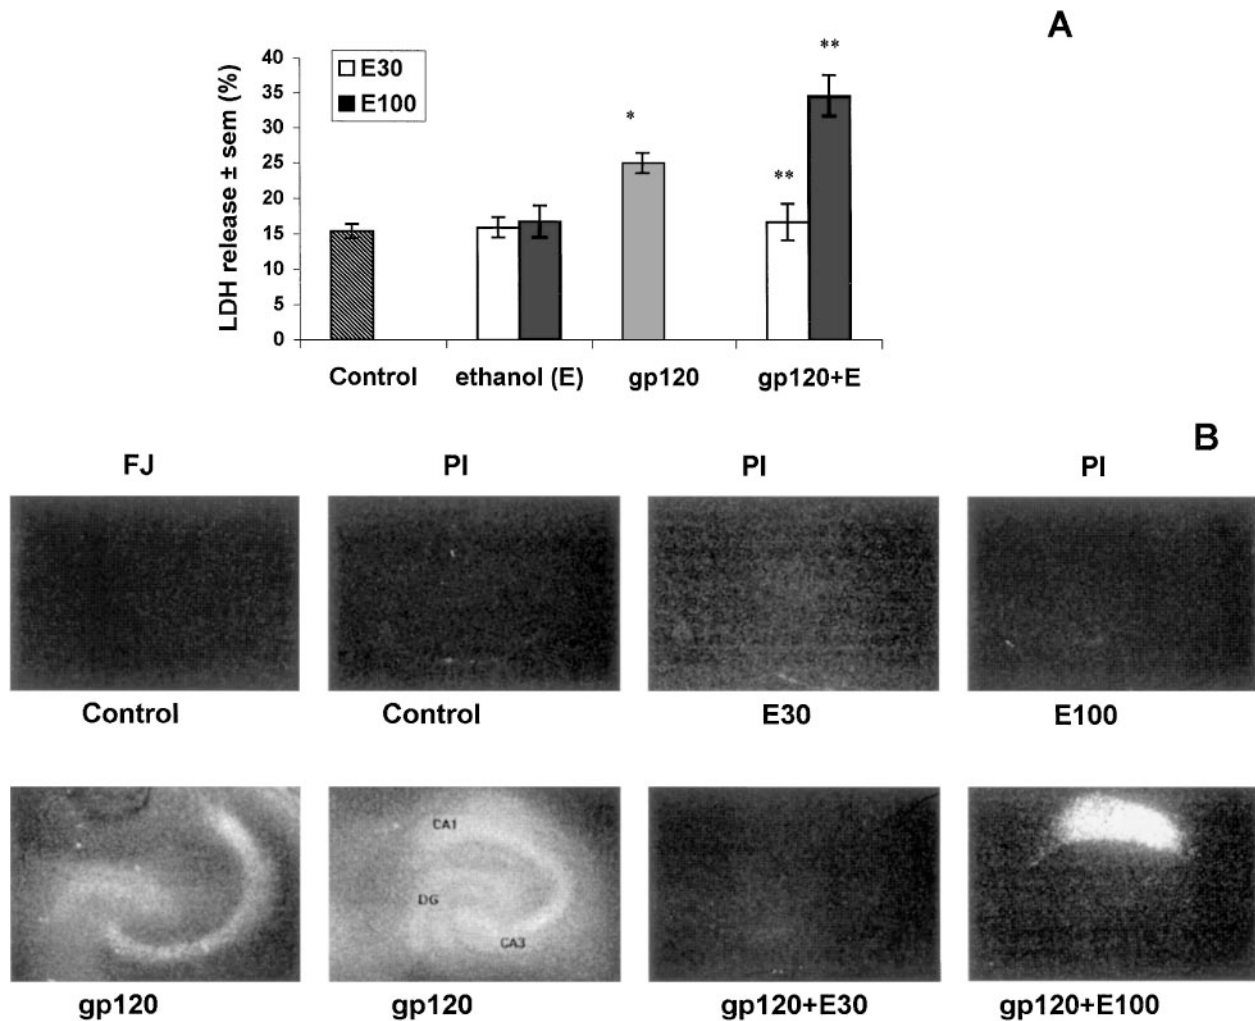 A
LDH release ± sem (%)
40
35
30
25
20
15
10
5
0
E30
E100
*
**
**
Control ethanol (E) gp120 gp120+E
B
FJ PI PI PI
Control Control E30 E100
CA1
DG
CA3
gp120 gp120 gp120+E30 gp120+E100